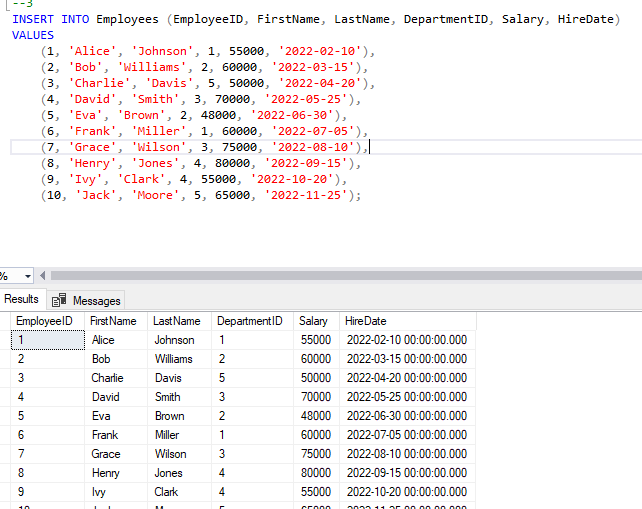 --3
INSERT INTO Employees (EmployeeID, FirstName, LastName, DepartmentID, Salary, HireDate)
VALUES
(1, 'Alice', 'Johnson', 1, 55000, '2022-02-10'),
(2, 'Bob', 'Williams', 2, 60000, '2022-03-15'),
(3, 'Charlie', 'Davis', 5, 50000, '2022-04-20'),
(4, 'David', 'Smith', 3, 70000, '2022-05-25'),
(5, 'Eva', 'Brown', 2, 48000, '2022-06-30'),
(6, 'Frank', 'Miller', 1, 60000, '2022-07-05'),
(7, 'Grace', 'Wilson', 3, 75000, '2022-08-10'),
(8, 'Henry', 'Jones', 4, 80000, '2022-09-15'),
(9, 'Ivy', 'Clark', 4, 55000, '2022-10-20'),
(10, 'Jack', 'Moore', 5, 65000, '2022-11-25');
%
Results Messages
EmployeeID FirstName LastName DepartmentID Salary HireDate
1 Alice Johnson 1 55000 2022-02-10 00:00:00.000
2 Bob Williams 2 60000 2022-03-15 00:00:00.000
3 Charlie Davis 5 50000 2022-04-20 00:00:00.000
4 David Smith 3 70000 2022-05-25 00:00:00.000
5 Eva Brown 2 48000 2022-06-30 00:00:00.000
6 Frank Miller 1 60000 2022-07-05 00:00:00.000
7 Grace Wilson 3 75000 2022-08-10 00:00:00.000
8 Henry Jones 4 80000 2022-09-15 00:00:00.000
9 Ivy Clark 4 55000 2022-10-20 00:00:00.000